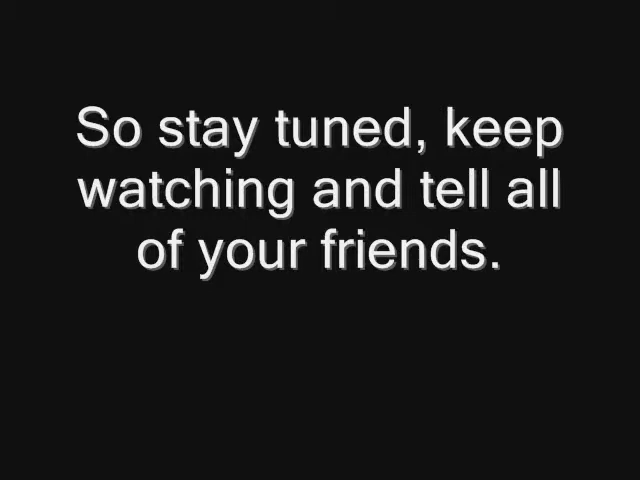 So stay tuned, keep
watching and tell all
of your friends.